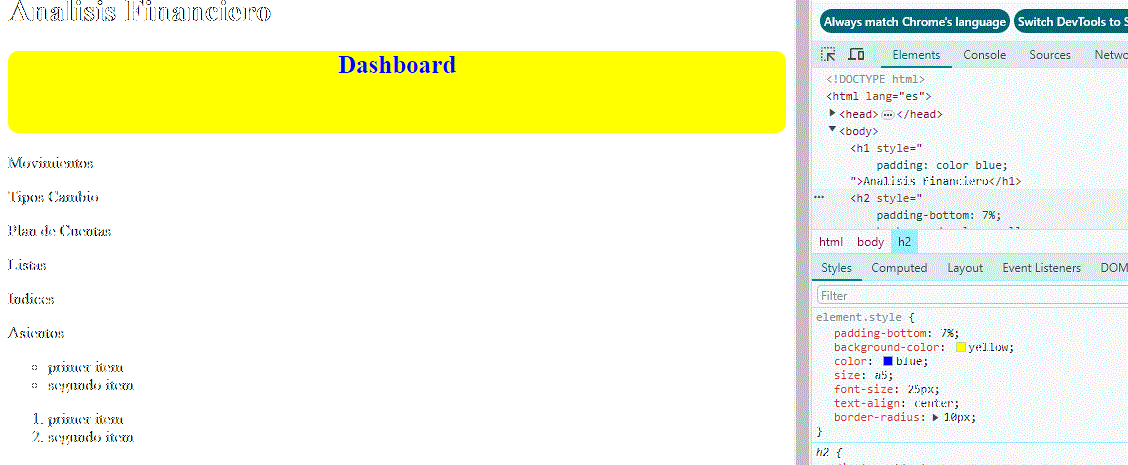 Analisis Financiero
Dashboard
Movimientos
Tipos Cambio
Plan de Cuentas
Listas
Indices
Asientos
primer item
segundo item
1. primer item
2. segundo item
Always match Chrome's language
Switch DevTools to S
Elements Console Sources Netwo
<!DOCTYPE html>
<html lang="es">
<head> ... </head>
<body>
<h1 style="
padding: color blue;
">Analisis financiero</h1>
... <h2 style="
padding-bottom: 7%;
html body h2
Styles Computed Layout Event Listeners DOM
Filter
element.style {
padding-bottom: 7%;
background-color: yellow;
color: blue;
size: a5;
font-size: 25px;
text-align: center;
border-radius: 10px;
}
h2 {